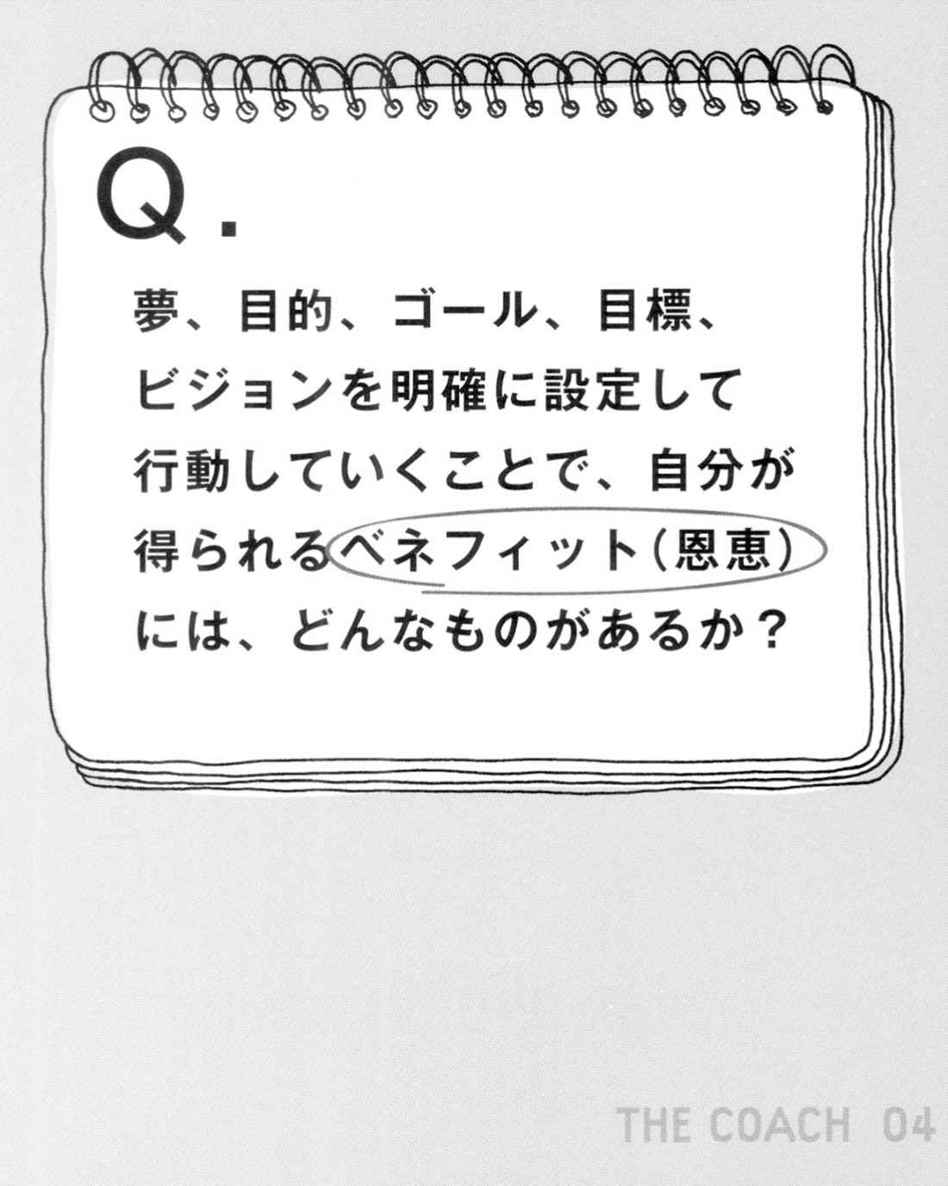 Q.
夢、目的、ゴール、目標、
ビジョンを明確に設定して
行動していくことで、自分が
得られるベネフィット(恩恵)
には、どんなものがあるか?
THE COACH 04